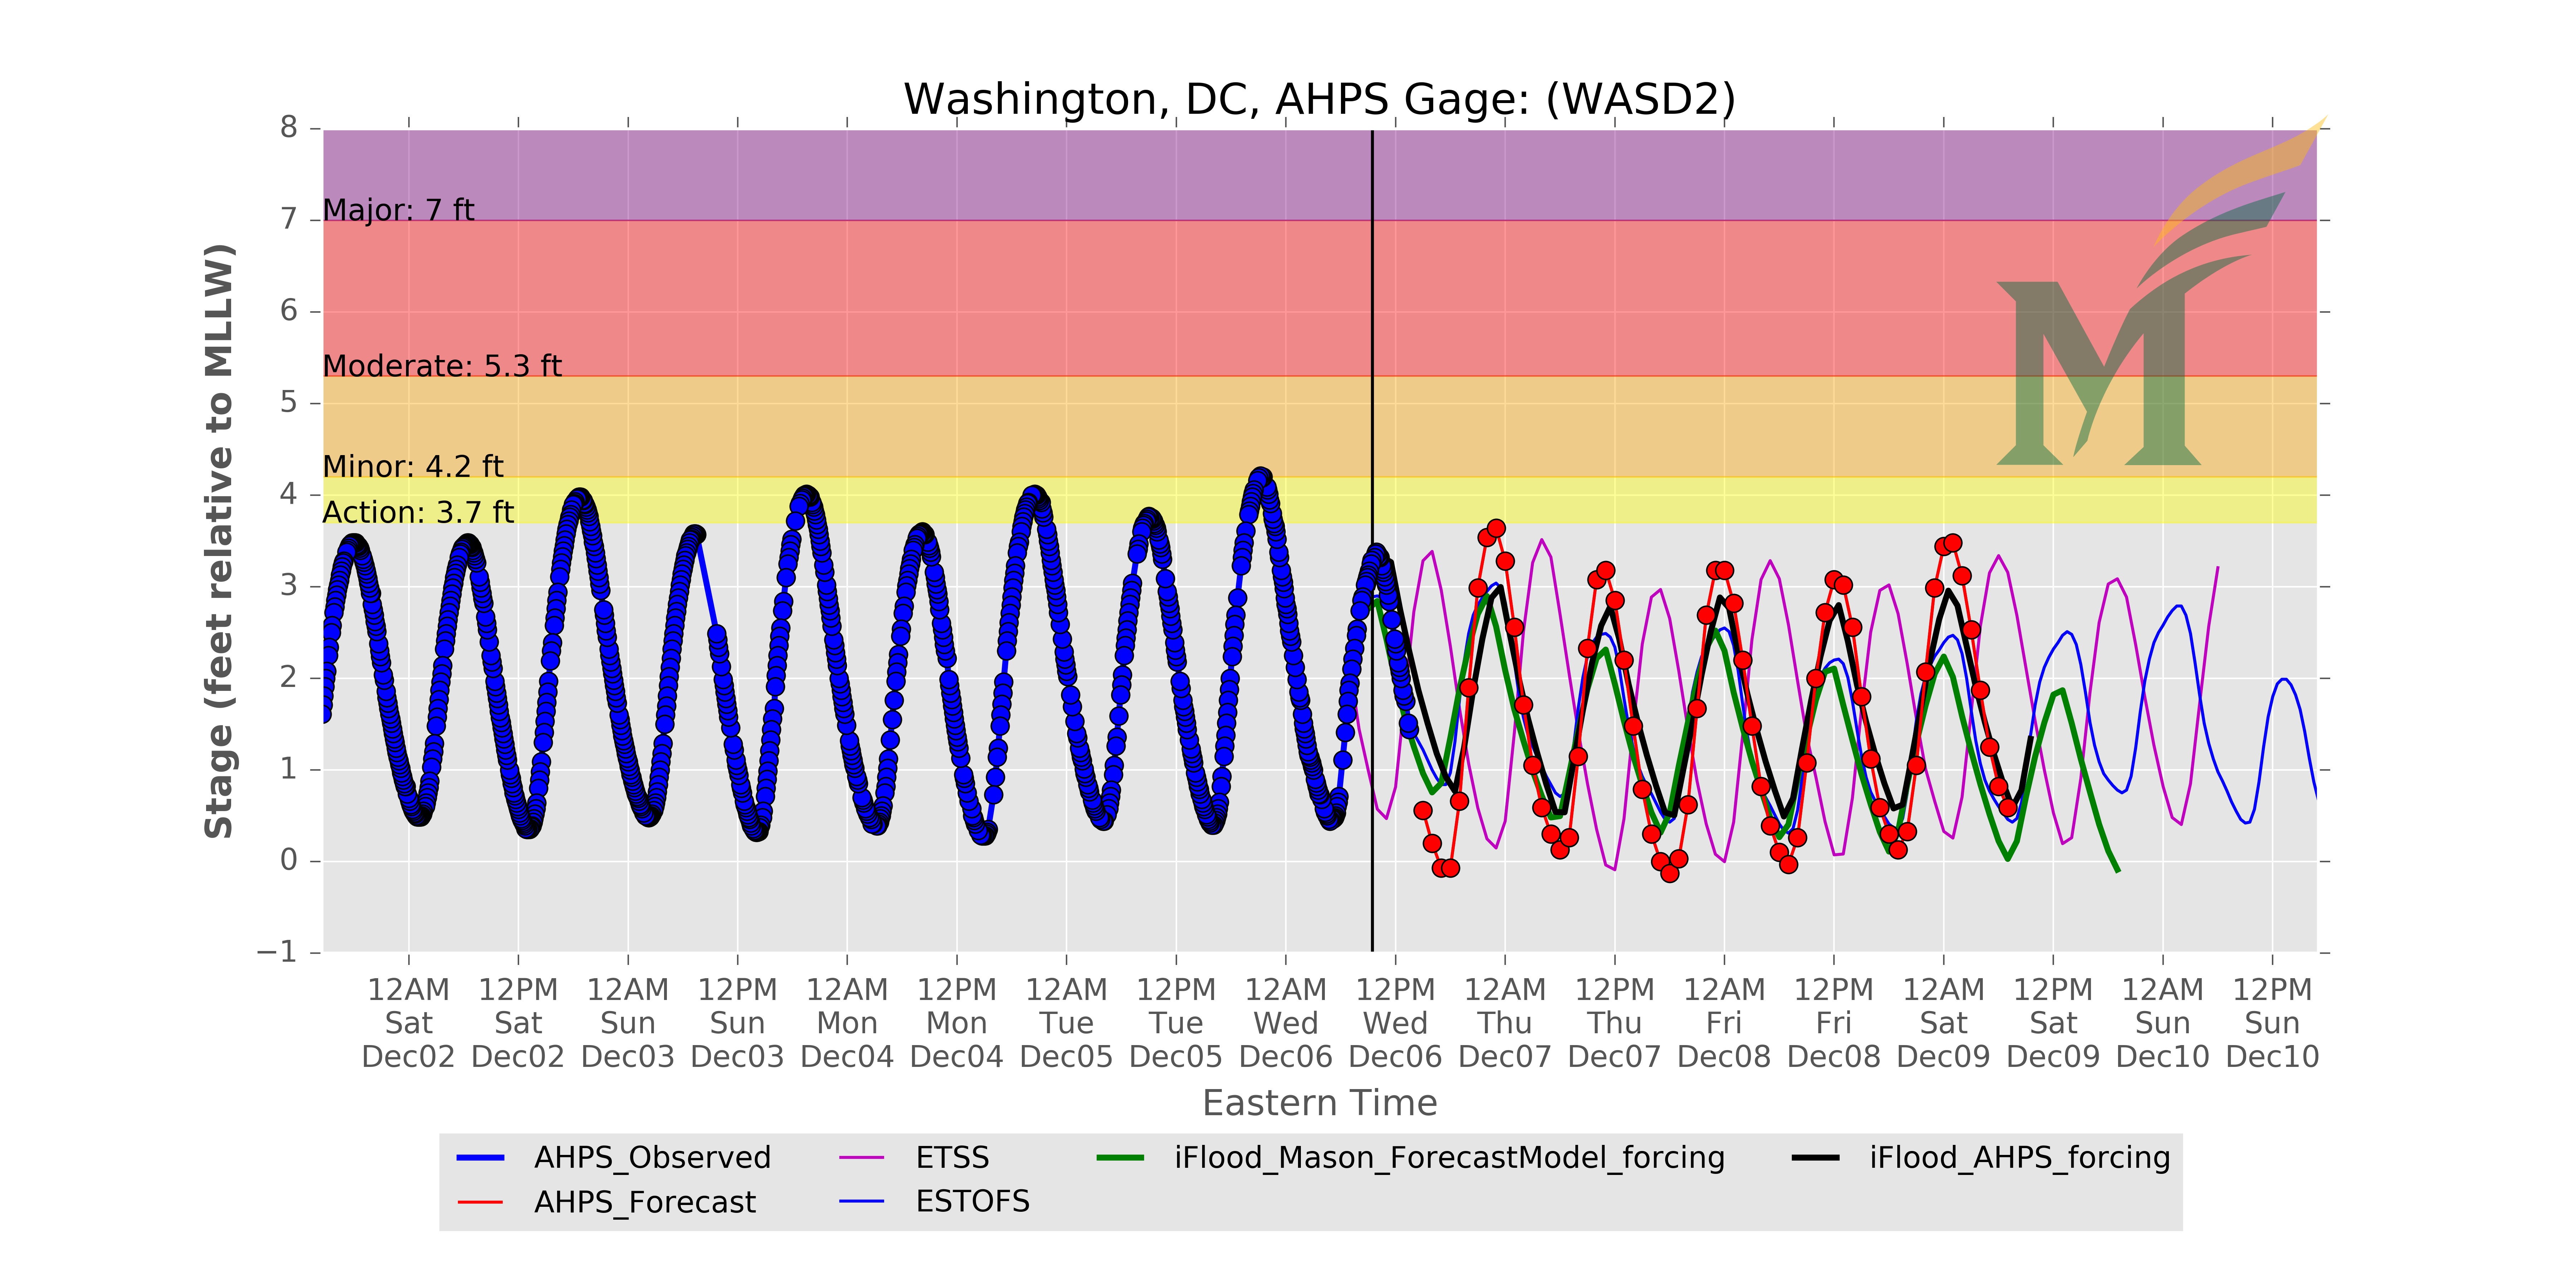 Washington, DC, AHPS Gage: (WASD2)
8
7
6
5
4
3
2
1
0
−1
Stage (feet relative to MLLW)
Major: 7 ft
Moderate: 5.3 ft
Minor: 4.2 ft
Action: 3.7 ft
12AM 12PM 12AM 12PM 12AM 12PM 12AM 12PM 12AM 12PM 12AM 12PM 12AM 12PM 12AM 12PM 12AM 12PM
Sat Sat Sun Sun Mon Mon Tue Tue Wed Wed Thu Thu Fri Fri Sat Sat Sun Sun
Dec02 Dec02 Dec03 Dec03 Dec04 Dec04 Dec05 Dec05 Dec06 Dec06 Dec07 Dec07 Dec08 Dec08 Dec09 Dec09 Dec10 Dec10
Eastern Time
AHPS_Observed ETSS iFlood_Mason_ForecastModel_forcing iFlood_AHPS_forcing
AHPS_Forecast ESTOFS
M